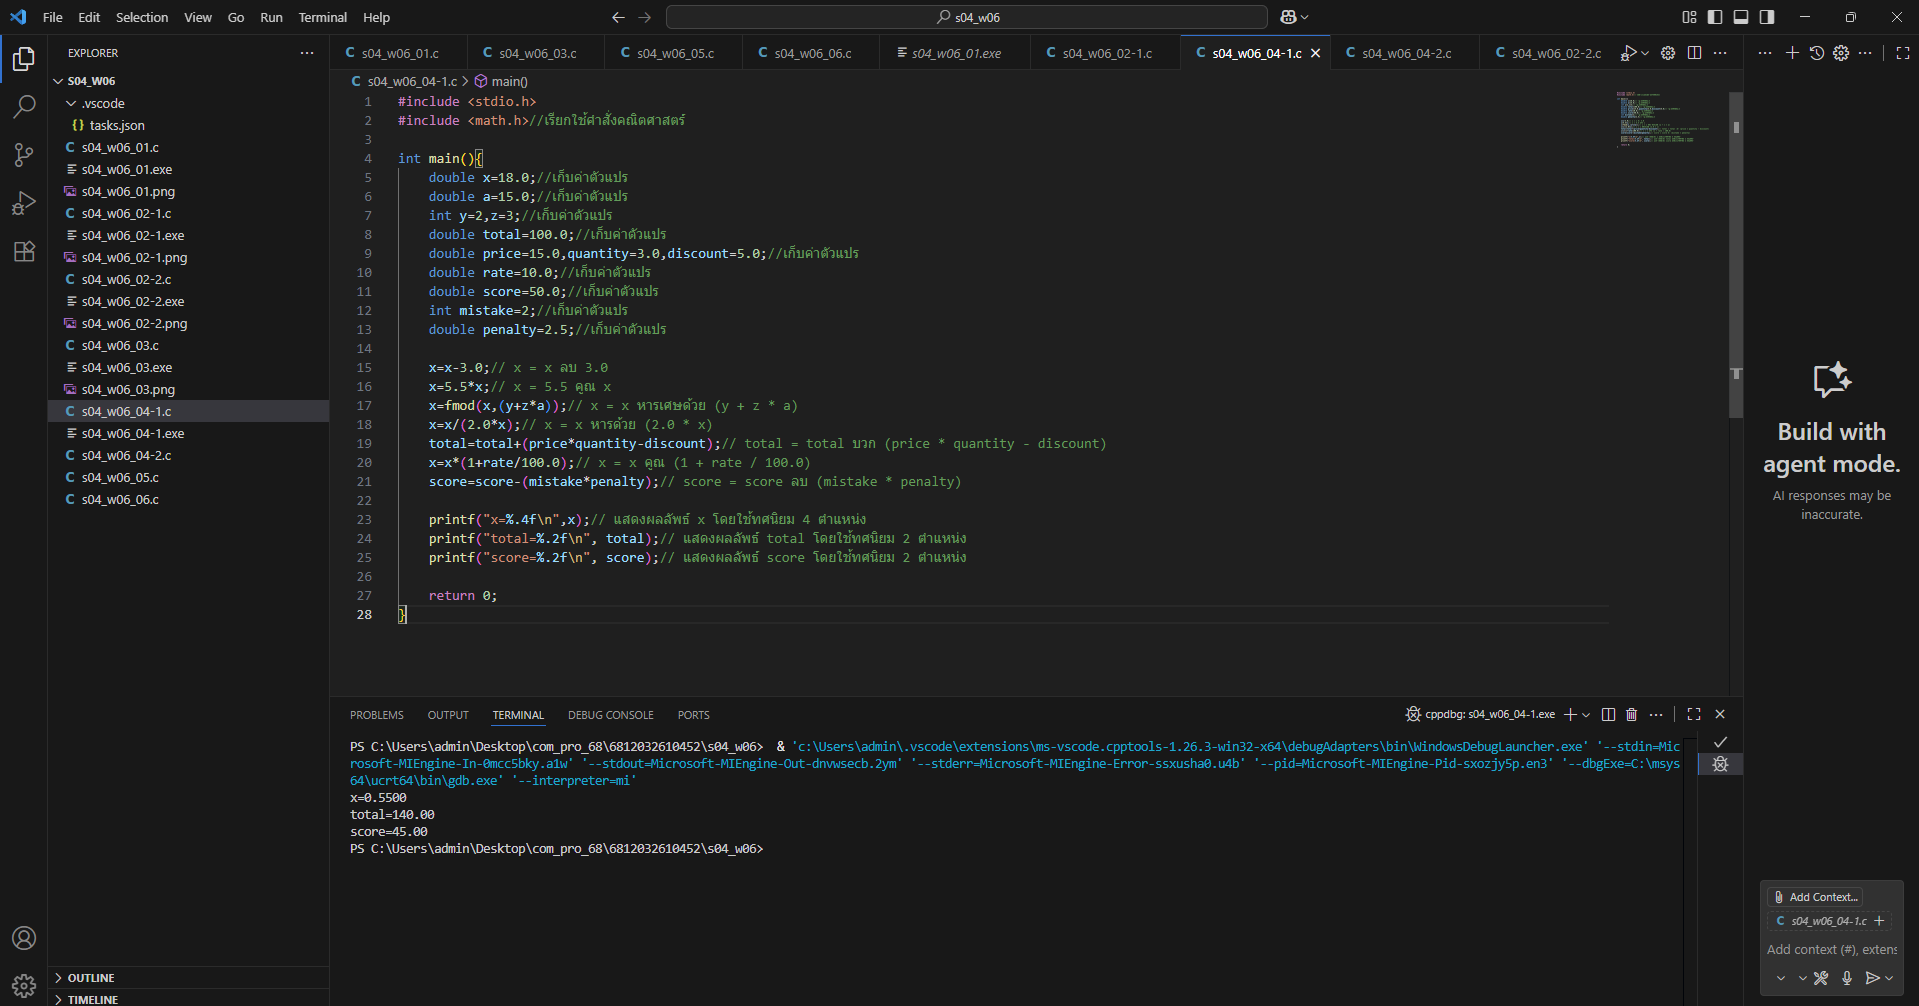 File Edit Selection View Go Run Terminal Help
s04_w06
EXPLORER
S04_W06
.vscode
{} tasks.json
C s04_w06_01.c
s04_w06_01.exe
s04_w06_01.png
C s04_w06_02-1.c
s04_w06_02-1.exe
s04_w06_02-1.png
C s04_w06_02-2.c
s04_w06_02-2.exe
s04_w06_02-2.png
C s04_w06_03.c
s04_w06_03.exe
s04_w06_03.png
C s04_w06_04-1.c
s04_w06_04-1.exe
C s04_w06_04-2.c
C s04_w06_05.c
C s04_w06_06.c
OUTLINE
TIMELINE
C s04_w06_01.c C s04_w06_03.c C s04_w06_05.c C s04_w06_06.c s04_w06_01.exe C s04_w06_02-1.c C s04_w06_04-1.c C s04_w06_04-2.c C s04_w06_02-2.c
C s04_w06_04-1.c > main()
1 #include <stdio.h>
2 #include <math.h>//เรียกใช้คำสั่งคณิตศาสตร์
3
4 int main(){
5 double x=18.0;//เก็บค่าตัวแปร
6 double a=15.0;//เก็บค่าตัวแปร
7 int y=2,z=3;//เก็บค่าตัวแปร
8 double total=100.0;//เก็บค่าตัวแปร
9 double price=15.0,quantity=3.0,discount=5.0;//เก็บค่าตัวแปร
10 double rate=10.0;//เก็บค่าตัวแปร
11 double score=50.0;//เก็บค่าตัวแปร
12 int mistake=2;//เก็บค่าตัวแปร
13 double penalty=2.5;//เก็บค่าตัวแปร
14
15 x=x-3.0;// x = x ลบ 3.0
16 x=5.5*x;// x = 5.5 คูณ x
17 x=fmod(x,(y+z*a));// x = x หารเศษด้วย (y + z * a)
18 x=x/(2.0*x);// x = x หารด้วย (2.0 * x)
19 total=total+(price*quantity-discount);// total = total บวก (price * quantity - discount)
20 x=x*(1+rate/100.0);// x = x คูณ (1 + rate / 100.0)
21 score=score-(mistake*penalty);// score = score ลบ (mistake * penalty)
22
23 printf("x=%.4f\n",x);// แสดงผลลัพธ์ x โดยใช้ทศนิยม 4 ตำแหน่ง
24 printf("total=%.2f\n", total);// แสดงผลลัพธ์ total โดยใช้ทศนิยม 2 ตำแหน่ง
25 printf("score=%.2f\n", score);// แสดงผลลัพธ์ score โดยใช้ทศนิยม 2 ตำแหน่ง
26
27 return 0;
28 }
PROBLEMS OUTPUT TERMINAL DEBUG CONSOLE PORTS
cppdbg: s04_w06_04-1.exe
PS C:\Users\admin\Desktop\com_pro_68\6812032610452\s04_w06> & 'c:\Users\admin\.vscode\extensions\ms-vscode.cpptools-1.26.3-win32-x64\debugAdapters\bin\WindowsDebugLauncher.exe' '--stdin=Mic
rosoft-MIEngine-In-0mcc5bky.a1w' '--stdout=Microsoft-MIEngine-Out-dnvwsecb.2ym' '--stderr=Microsoft-MIEngine-Error-ssxusha0.u4b' '--pid=Microsoft-MIEngine-Pid-sxozjy5p.en3' '--dbgExe=C:\msys
64\ucrt64\bin\gdb.exe' '--interpreter=mi'
x=0.5500
total=140.00
score=45.00
PS C:\Users\admin\Desktop\com_pro_68\6812032610452\s04_w06>
Build with
agent mode.
AI responses may be
inaccurate.
Add Context...
C s04_w06_04-1.c +
Add context (#), extens